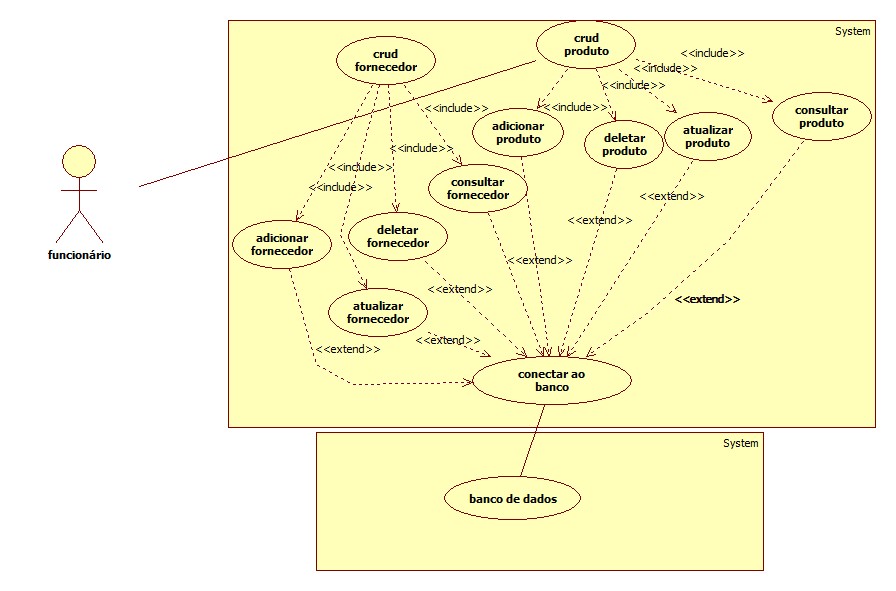 System
crud
fornecedor
crud
produto
<<include>>
<<include>>
<<include>>
<<include>>
<<include>>
adicionar
produto
deletar
produto
atualizar
produto
consultar
produto
<<include>>
<<include>>
<<include>>
consultar
fornecedor
<<extend>>
<<extend>>
adicionar
fornecedor
deletar
fornecedor
funcionário
<<extend>>
<<extend>>
<<extend>>
atualizar
fornecedor
<<extend>>
<<extend>>
conectar ao
banco
System
banco de dados